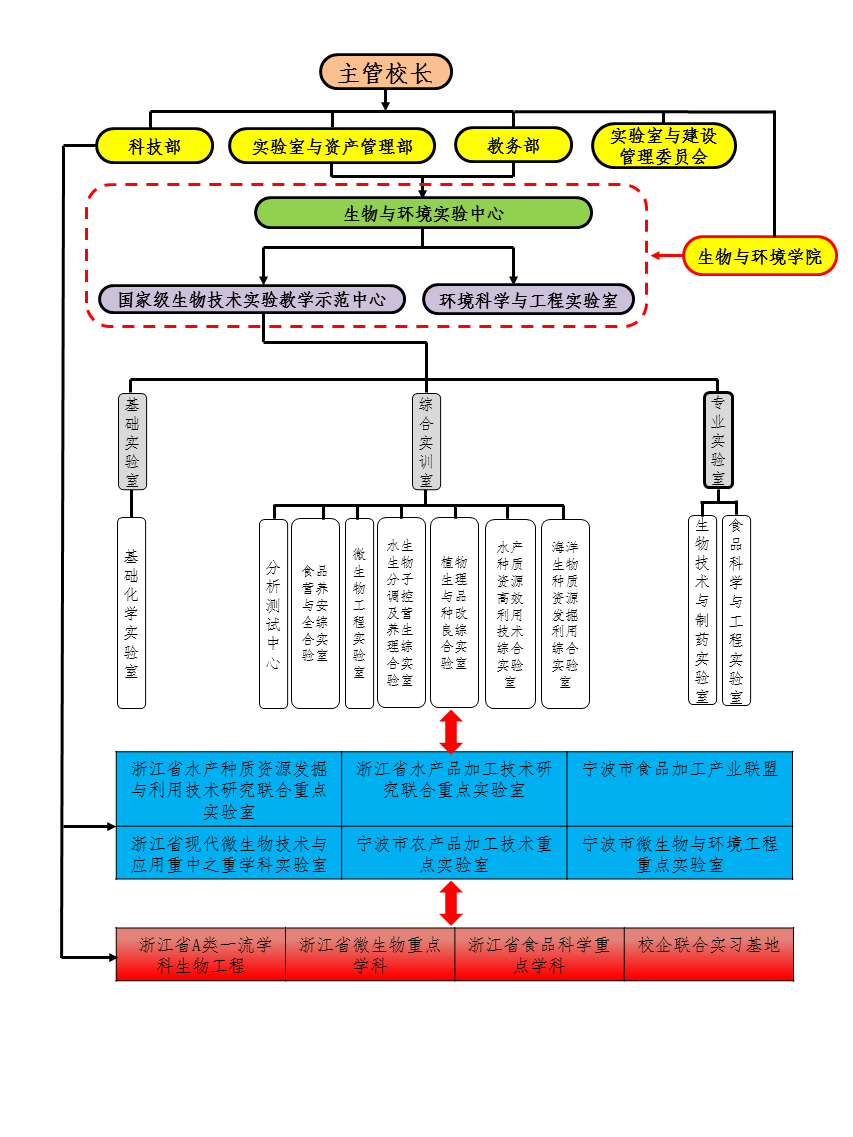 主管校长
科技部
实验室与资产管理部
教务部
实验室与建设
管理委员会
生物与环境实验中心
生物与环境学院
国家级生物技术实验教学示范中心
环境科学与工程实验室
基础实验室
综合实训室
专业实验室
基础化学实验室
分析测试中心
食品营养与安全综合实验室
微生物工程实验室
水生生物分子调控及营养生理综合实验室
植物生理与品种改良综合实验室
水产种质资源高效利用技术综合实验室
海洋生物种质资源发掘利用综合实验室
生物技术与制药实验室
食品科学与工程实验室
浙江省水产种质资源发掘
与利用技术研究联合重点
实验室
浙江省水产品加工技术研
究联合重点实验室
宁波市食品加工产业联盟
浙江省现代微生物技术与
应用重中之重学科实验室
宁波市农产品加工技术重
点实验室
宁波市微生物与环境工程
重点实验室
浙江省A类一流学
科生物工程
浙江省微生物重点
学科
浙江省食品科学重
点学科
校企联合实习基地